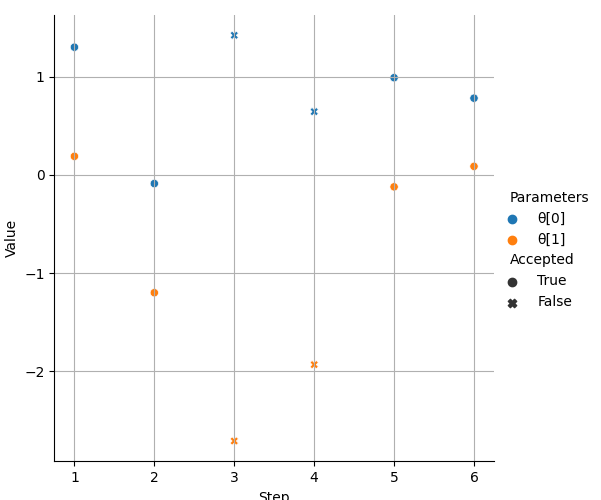 1
0
−1
−2
Value
1 2 3 4 5 6
Step
Parameters
θ[0]
θ[1]
Accepted
True
False